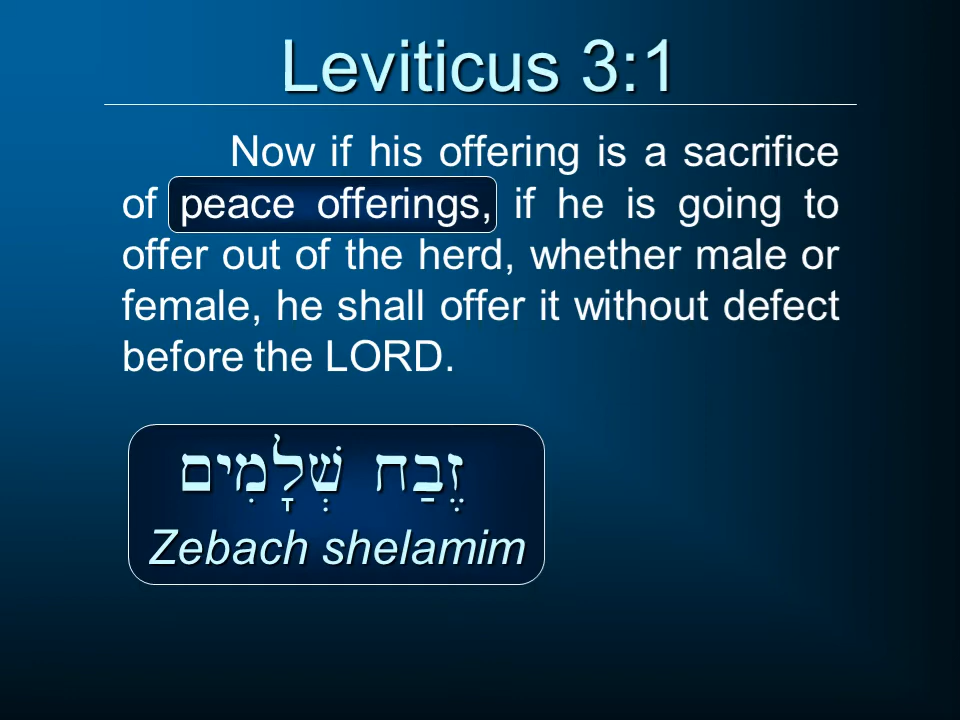 Leviticus 3:1
Now if his offering is a sacrifice
of peace offerings, if he is going to
offer out of the herd, whether male or
female, he shall offer it without defect
before the LORD.
זֶבַח שְׁלָמִים
Zebach shelamim